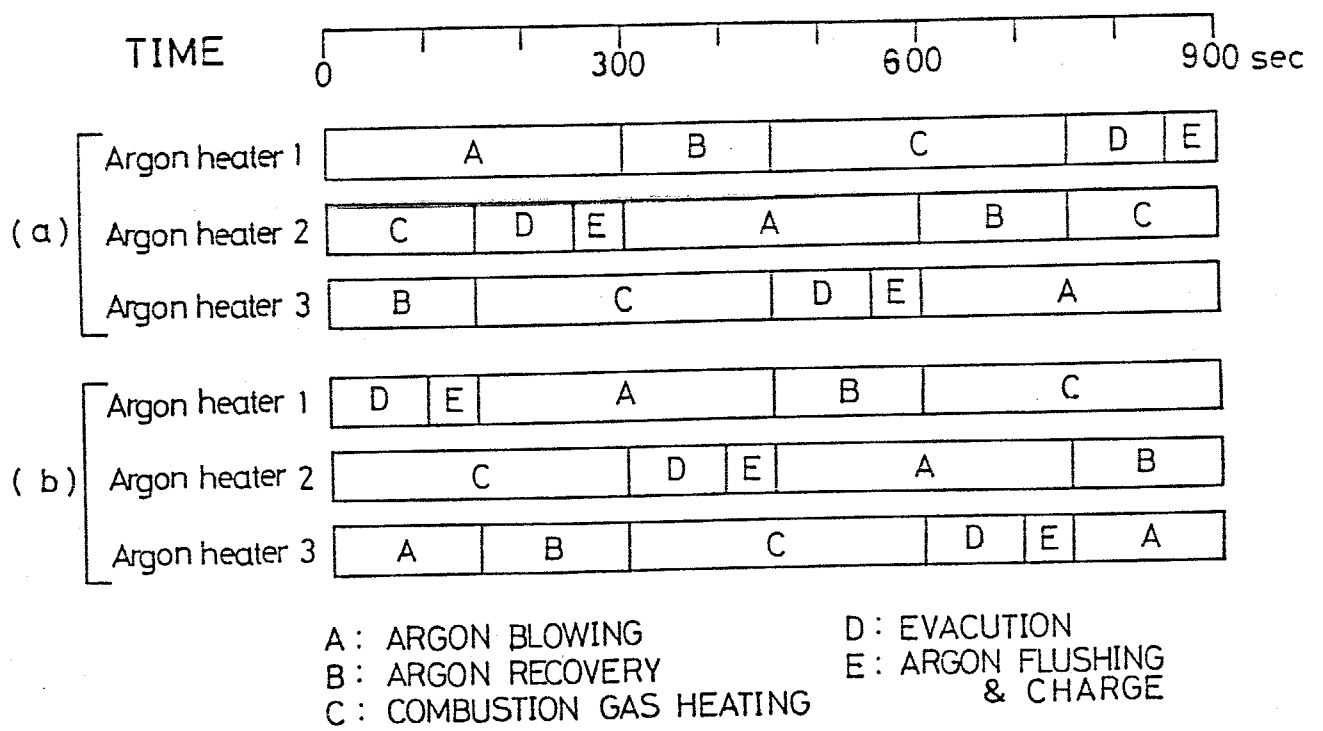 TIME
0 300 600 900 sec
(a)
Argon heater 1 A B C D E
Argon heater 2 C D E A B C
Argon heater 3 B C D E A
(b)
Argon heater 1 D E A B C
Argon heater 2 C D E A B
Argon heater 3 A B C D E A
A: ARGON BLOWING
B: ARGON RECOVERY
C: COMBUSTION GAS HEATING
D: EVACUTION
E: ARGON FLUSHING
& CHARGE